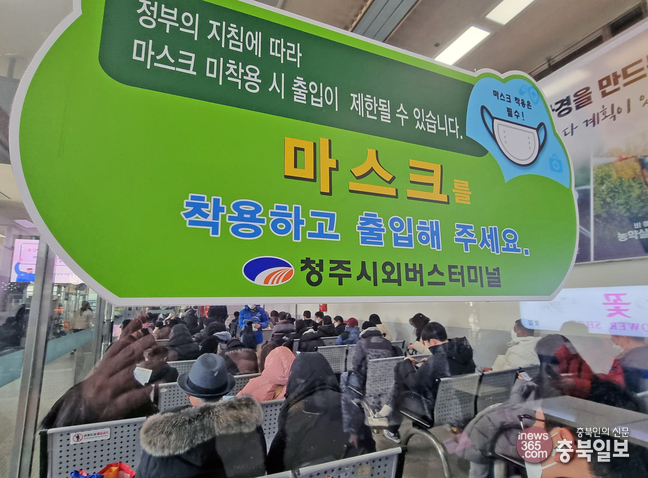 정부의 지침에 따라
마스크 미착용 시 출입이 제한될 수 있습니다.
마스크 착용은
필수!
마스크를
착용하고 출입해 주세요.
청주시외버스터미널
경을 만드
다 계획이 있
꽃
OWER
inews
365.com
충북인의 신문
충북일보